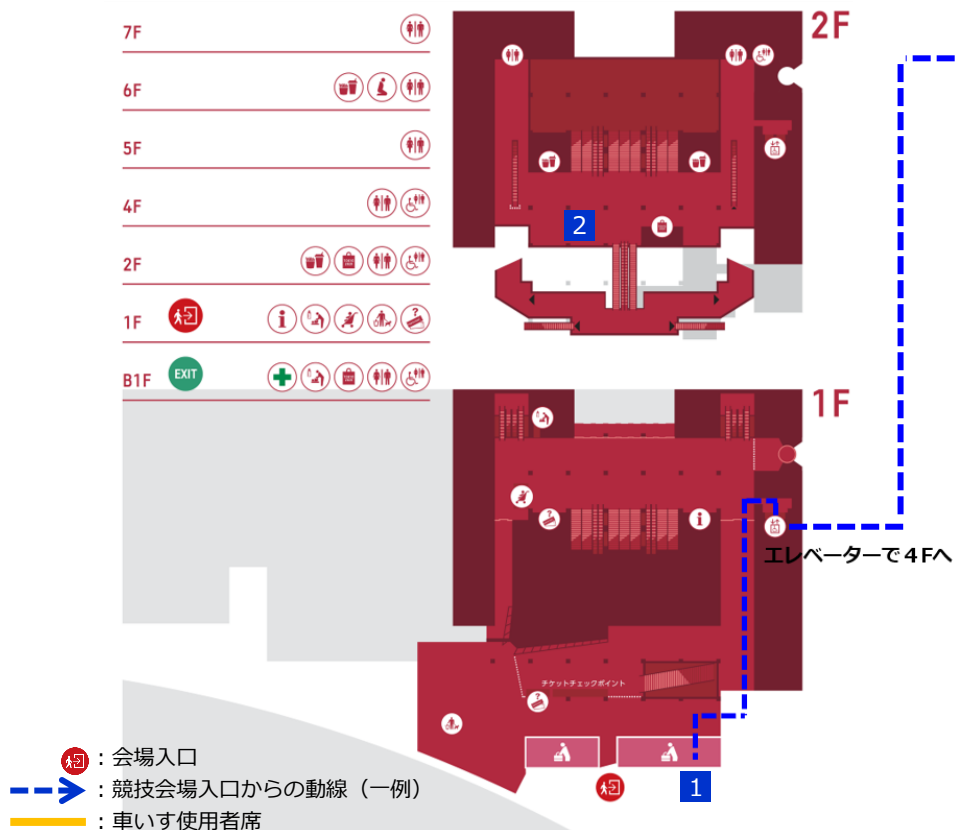 7F
6F
5F
4F
2F
1F
i
?
B1F
EXIT
2F
2
1F
?
i
エレベーターで4Fへ
チケットチェックポイント
?
1
：会場入口
：競技会場入口からの動線（一例）
：車いす使用者席